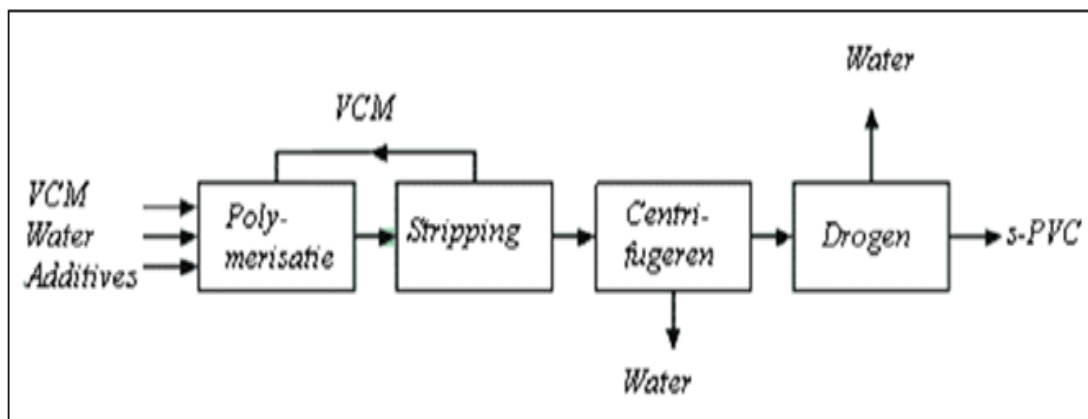 Water
VCM
VCM
Water
Additives
Poly-
merisatie
Stripping
Centri-
fugeren
Drogen
s-PVC
Water